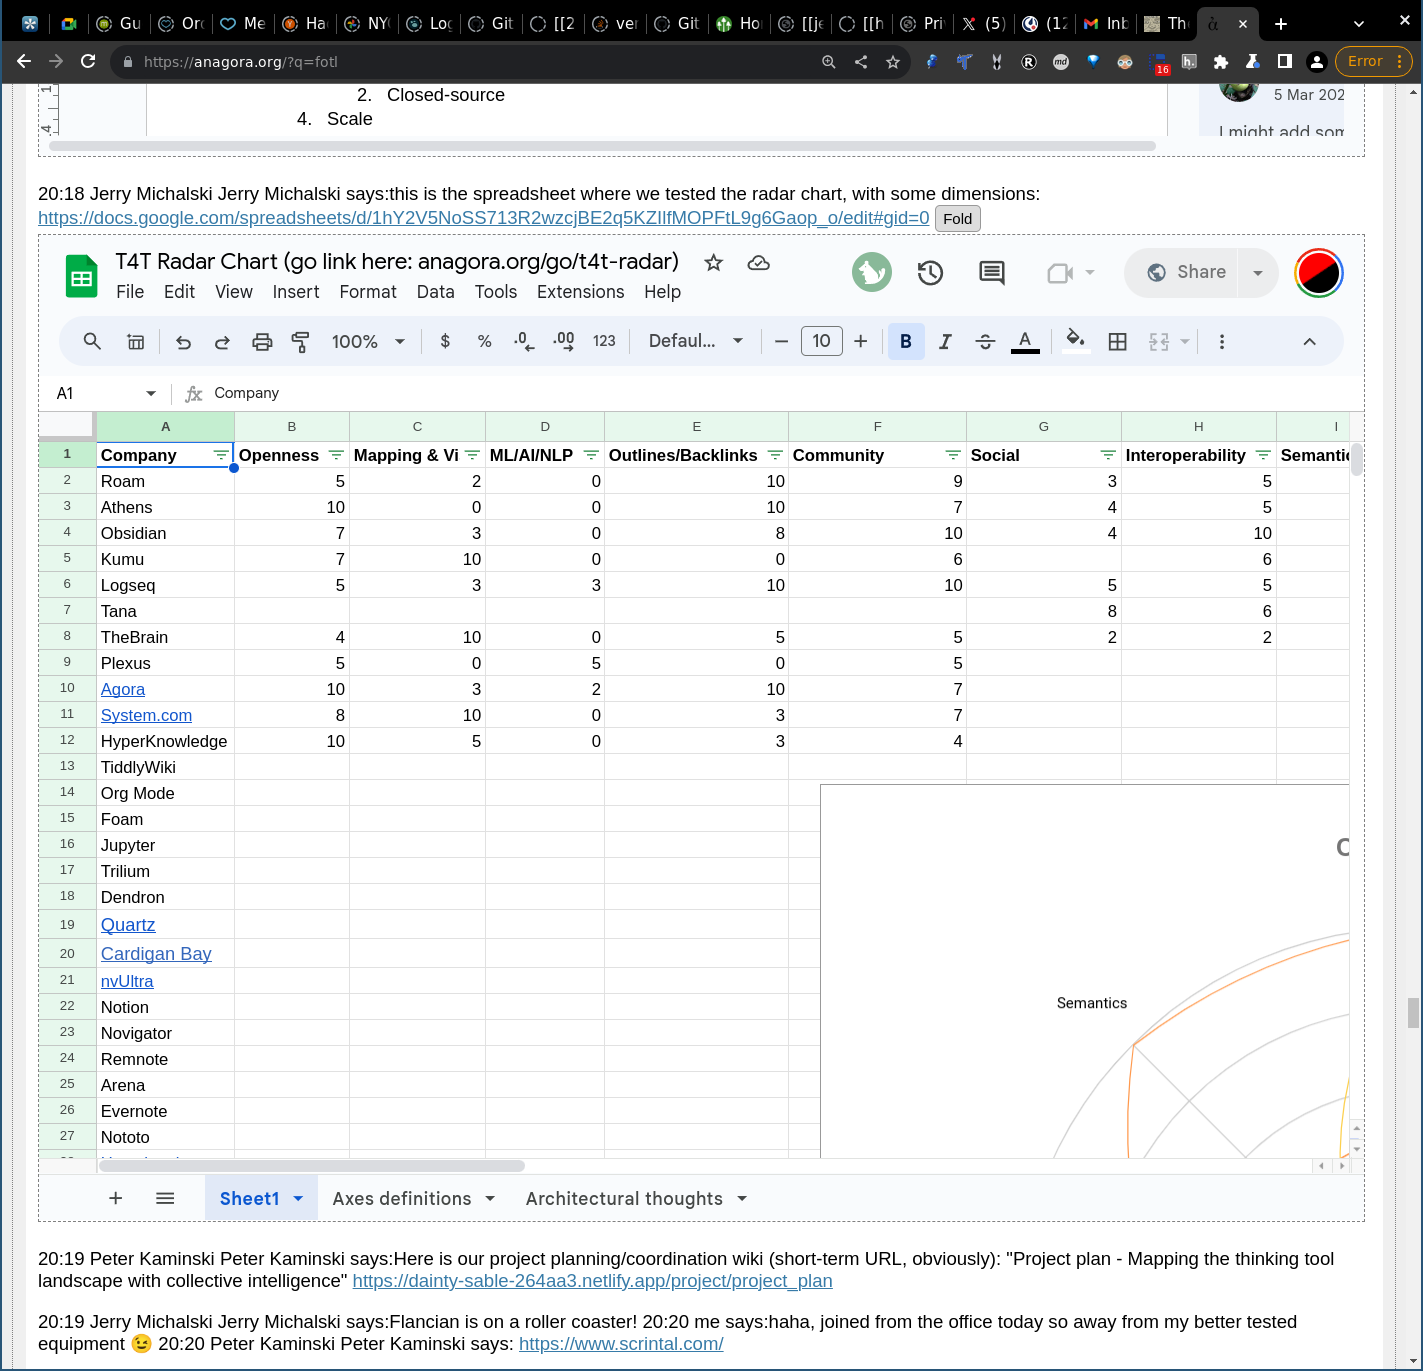 Gu
Or
Me
Ha
NY
Log
Git
[[2
ver
Git
Ho
[[je
[[h
Pri
(5)
(12
Inb
Th
https://anagora.org/?q=fotl
md
16
h.
Error
1
2. Closed-source
5 Mar 202
4. Scale
4
I might add som
20:18 Jerry Michalski Jerry Michalski says:this is the spreadsheet where we tested the radar chart, with some dimensions:
https://docs.google.com/spreadsheets/d/1hY2V5NoSS713R2wzcjBE2q5KZIlfMOPFtL9g6Gaop_o/edit#gid=0 Fold
T4T Radar Chart (go link here: anagora.org/go/t4t-radar)
File Edit View Insert Format Data Tools Extensions Help
Share
100% $ % .0 .00 123 Defaul... − 10 + B I A
A1 fx Company
A B C D E F G H I
1 Company Openness Mapping & Vi ML/AI/NLP Outlines/Backlinks Community Social Interoperability Semantic
2 Roam 5 2 0 10 9 3 5
3 Athens 10 0 0 10 7 4 5
4 Obsidian 7 3 0 8 10 4 10
5 Kumu 7 10 0 0 6 6
6 Logseq 5 3 3 10 10 5 5
7 Tana 8 6
8 TheBrain 4 10 0 5 5 2 2
9 Plexus 5 0 5 0 5
10 Agora 10 3 2 10 7
11 System.com 8 10 0 3 7
12 HyperKnowledge 10 5 0 3 4
13 TiddlyWiki
14 Org Mode
15 Foam
16 Jupyter
17 Trilium
18 Dendron
19 Quartz
20 Cardigan Bay
21 nvUltra
22 Notion
23 Novigator
24 Remnote
25 Arena
26 Evernote
27 Nototo
Semantics
Sheet1 Axes definitions Architectural thoughts
20:19 Peter Kaminski Peter Kaminski says:Here is our project planning/coordination wiki (short-term URL, obviously): "Project plan - Mapping the thinking tool
landscape with collective intelligence" https://dainty-sable-264aa3.netlify.app/project/project_plan
20:19 Jerry Michalski Jerry Michalski says:Flancian is on a roller coaster! 20:20 me says:haha, joined from the office today so away from my better tested
equipment 😉 20:20 Peter Kaminski Peter Kaminski says: https://www.scrintal.com/